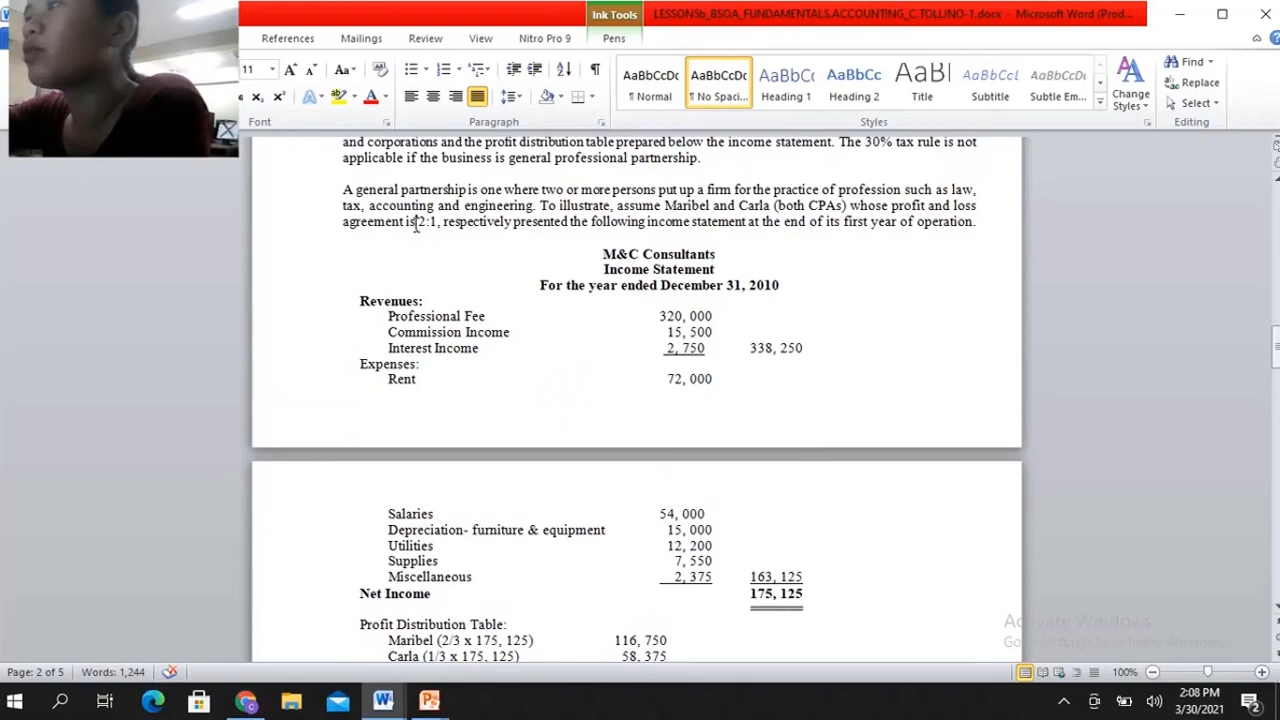 Ink Tools
LESSON5b_BSOA_FUNDAMENTALS.ACCOUNTING_C.TOLLINO-1.docx - Microsoft Word (Prod...
References Mailings Review View Nitro Pro 9 Pens
11
AaBbCcDc AaBbCcDc AaBbCc AaBbCc AaB AaBbCcDc AaBbCcDc
¶ Normal ¶ No Spaci... Heading 1 Heading 2 Title Subtitle Subtle Em...
Change Styles
Find
Replace
Select
Font Paragraph Styles Editing
and corporations and the profit distribution table prepared below the income statement. The 30% tax rule is not
applicable if the business is general professional partnership.
A general partnership is one where two or more persons put up a firm for the practice of profession such as law,
tax, accounting and engineering. To illustrate, assume Maribel and Carla (both CPAs) whose profit and loss
agreement is 2:1, respectively presented the following income statement at the end of its first year of operation.
M&C Consultants
Income Statement
For the year ended December 31, 2010
Revenues:
Professional Fee 320, 000
Commission Income 15, 500
Interest Income 2, 750 338, 250
Expenses:
Rent 72, 000
Salaries 54, 000
Depreciation- furniture & equipment 15, 000
Utilities 12, 200
Supplies 7, 550
Miscellaneous 2, 375 163, 125
Net Income 175, 125
Profit Distribution Table:
Maribel (2/3 x 175, 125) 116, 750
Carla (1/3 x 175, 125) 58, 375
Activate Windows
Page: 2 of 5 Words: 1,244 100%
2:08 PM
3/30/2021
2